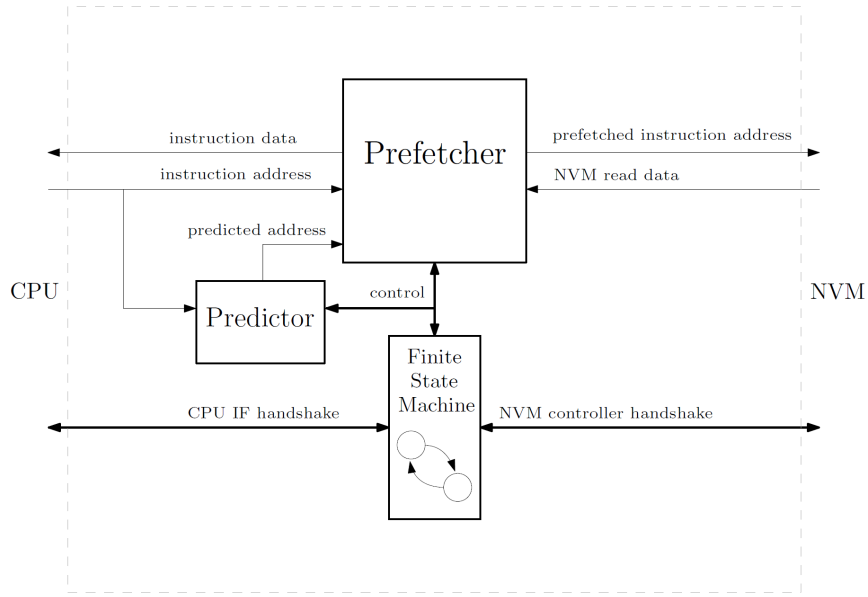 instruction data
prefetched instruction address
Prefetcher
instruction address
NVM read data
predicted address
CPU
control
NVM
Predictor
Finite
State
Machine
CPU IF handshake
NVM controller handshake